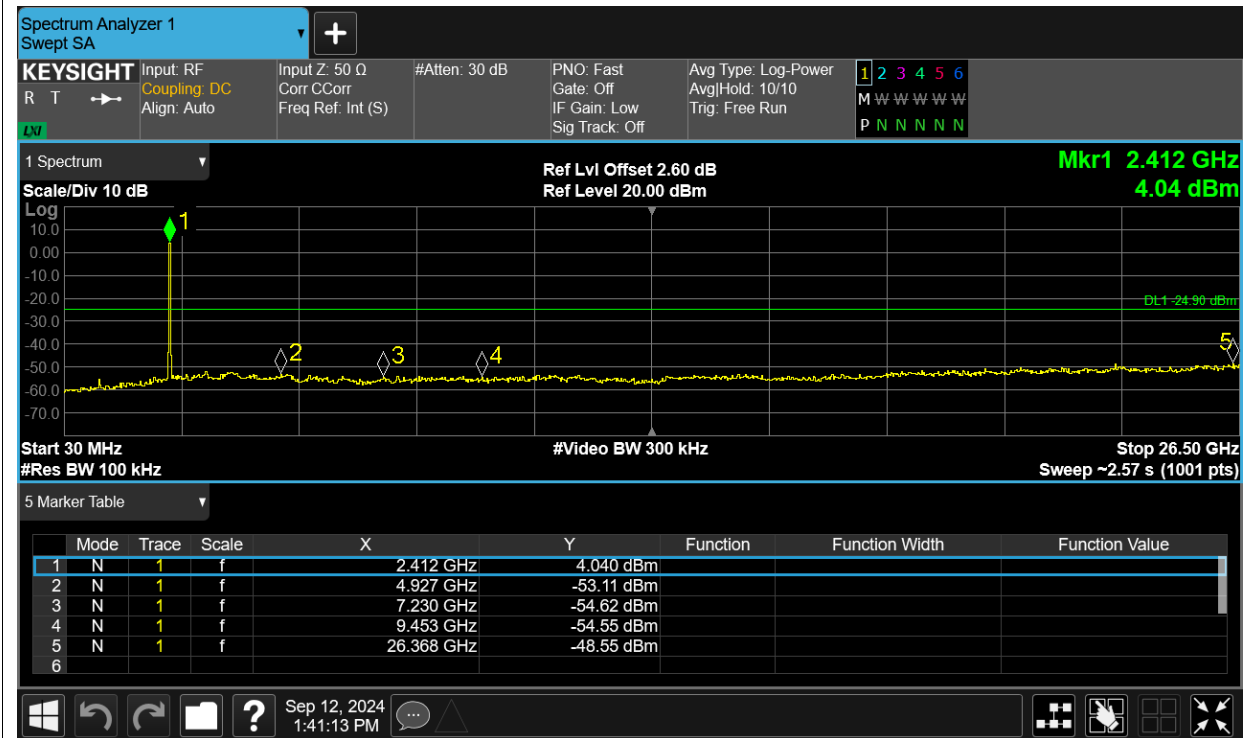 Spectrum Analyzer 1
Swept SA
+
KEYSIGHT Input: RF Input Z: 50 Ω #Atten: 30 dB PNO: Fast Avg Type: Log-Power 1 2 3 4 5 6
R T Coupling: DC Corr CCorr Gate: Off Avg|Hold: 10/10 M W W W W W
Align: Auto Freq Ref: Int (S) IF Gain: Low Trig: Free Run
LXI Sig Track: Off P N N N N N
1 Spectrum Ref Lvl Offset 2.60 dB Mkr1 2.412 GHz
Scale/Div 10 dB Ref Level 20.00 dBm 4.04 dBm
Log
1
10.0
0.00
-10.0
-20.0
DL1 -24.90 dBm
-30.0
-40.0
2 3 4 5
-50.0
-60.0
-70.0
Start 30 MHz #Video BW 300 kHz Stop 26.50 GHz
#Res BW 100 kHz Sweep ~2.57 s (1001 pts)
5 Marker Table
Mode Trace Scale X Y Function Function Width Function Value
1 N 1 f 2.412 GHz 4.040 dBm
2 N 1 f 4.927 GHz -53.11 dBm
3 N 1 f 7.230 GHz -54.62 dBm
4 N 1 f 9.453 GHz -54.55 dBm
5 N 1 f 26.368 GHz -48.55 dBm
6
? Sep 12, 2024
1:41:13 PM